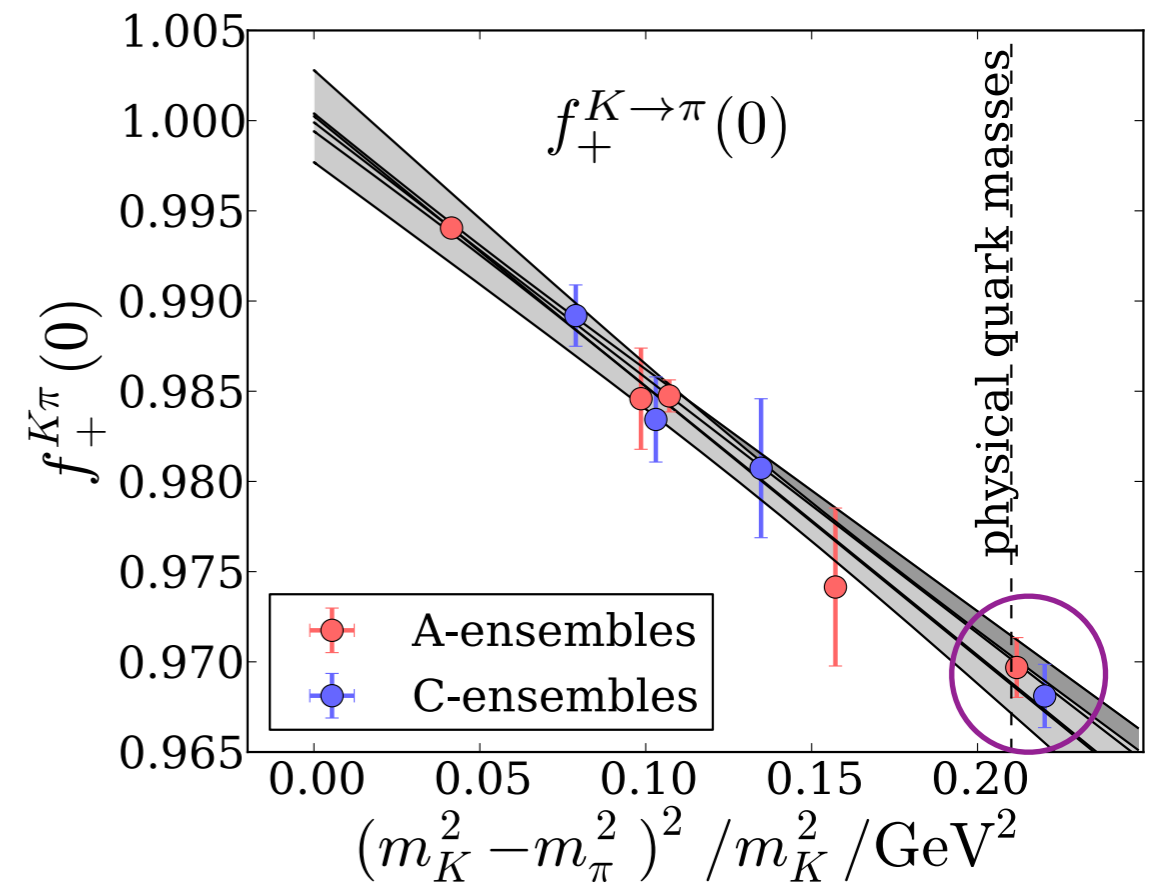 f_+^{K→π}(0)
physical quark masses
f_+^{Kπ}(0)
1.005
1.000
0.995
0.990
0.985
0.980
0.975
0.970
0.965
A-ensembles
C-ensembles
0.00 0.05 0.10 0.15 0.20
(m_K^2 − m_π^2)^2 / m_K^2 / GeV^2